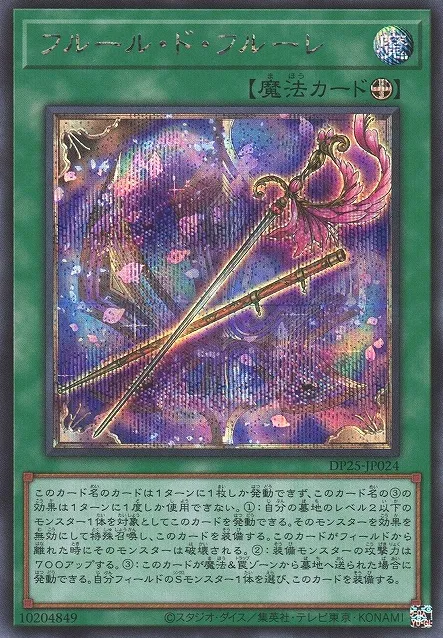 フルール・ド・フルーレ
魔
【魔法カード】
DP25-JP024
このカード名のカードは1ターンに1枚しか発動できず、このカード名の③の
効果は1ターンに1度しか使用できない。①:自分の墓地のレベル2以下の
モンスター1体を対象としてこのカードを発動できる。そのモンスターを効果を
無効にして特殊召喚し、このカードを装備する。このカードがフィールドから
離れた時にそのモンスターは破壊される。②:装備モンスターの攻撃力は
700アップする。③:このカードが魔法&罠ゾーンから墓地へ送られた場合に
発動できる。自分フィールドのSモンスター1体を選び、このカードを装備する。
10204849
©スタジオ・ダイス/集英社・テレビ東京・KONAMI